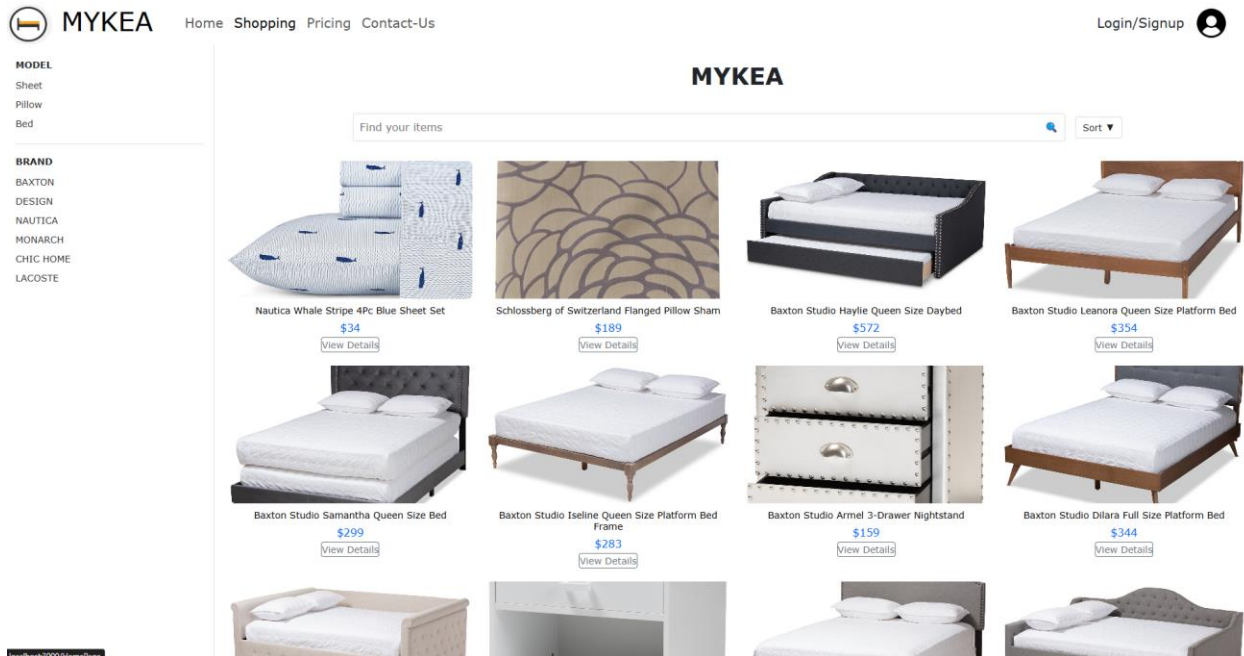 MYKEA
Home Shopping Pricing Contact-Us
Login/Signup
MODEL
Sheet
Pillow
Bed
BRAND
BAXTON
DESIGN
NAUTICA
MONARCH
CHIC HOME
LACOSTE
MYKEA
Find your items
Sort ▼
Nautica Whale Stripe 4Pc Blue Sheet Set
$34
View Details
Schlossberg of Switzerland Flanged Pillow Sham
$189
View Details
Baxton Studio Haylie Queen Size Daybed
$572
View Details
Baxton Studio Leanora Queen Size Platform Bed
$354
View Details
Baxton Studio Samantha Queen Size Bed
$299
View Details
Baxton Studio Iseline Queen Size Platform Bed
Frame
$283
View Details
Baxton Studio Armel 3-Drawer Nightstand
$159
View Details
Baxton Studio Dilara Full Size Platform Bed
$344
View Details